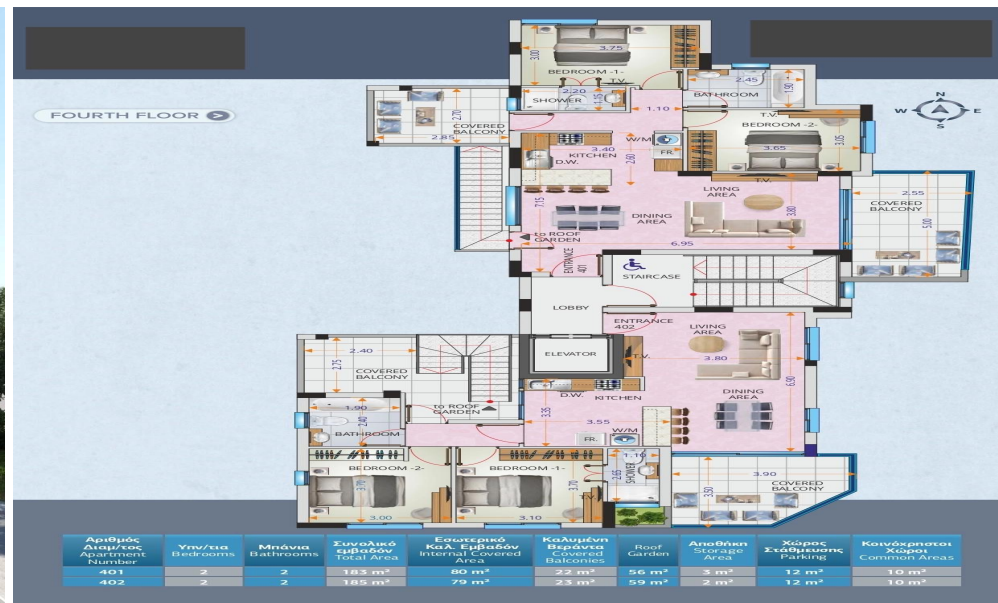 FOURTH FLOOR
N
W E
S
3.75
3.00
BEDROOM -1-
T.V.
2.20
SHOWER
1.35
2.45
1.90
BATHROOM
1.10
2.70
COVERED
BALCONY
2.85
T.V.
BEDROOM -2-
3.65
3.05
W/M
FR.
3.40
KITCHEN
D.W.
2.60
T.V.
LIVING
AREA
3.80
7.15
DINING
AREA
6.95
2.55
COVERED
BALCONY
5.00
to ROOF
GARDEN
ENTRANCE
401
STAIRCASE
LOBBY
ENTRANCE
402
ELEVATOR
LIVING
AREA
T.V.
3.80
6.90
DINING
AREA
2.40
2.75
COVERED
BALCONY
to ROOF
GARDEN
D.W.
KITCHEN
3.35
3.55
W/M
FR.
1.90
2.40
BATHROOM
BEDROOM -2-
3.70
3.00
BEDROOM -1-
3.70
T.V.
3.10
1.10
2.65
SHOWER
3.90
3.50
COVERED
BALCONY
Αριθμός Διαμ/τος Apartment Number Υπν/τια Bedrooms Μπάνια Bathrooms Συνολικό εμβαδόν Total Area Εσωτερικό Καλ. Εμβαδόν Internal Covered Area Καλυμένη Βεράντα Covered Balconies Roof Garden Αποθήκη Storage Area Χώρος Στάθμευσης Parking Κοινόχρηστοι Χώροι Common Areas
401 2 2 183 m² 80 m² 22 m² 56 m² 3 m² 12 m² 10 m²
402 2 2 185 m² 79 m² 23 m² 59 m² 2 m² 12 m² 10 m²